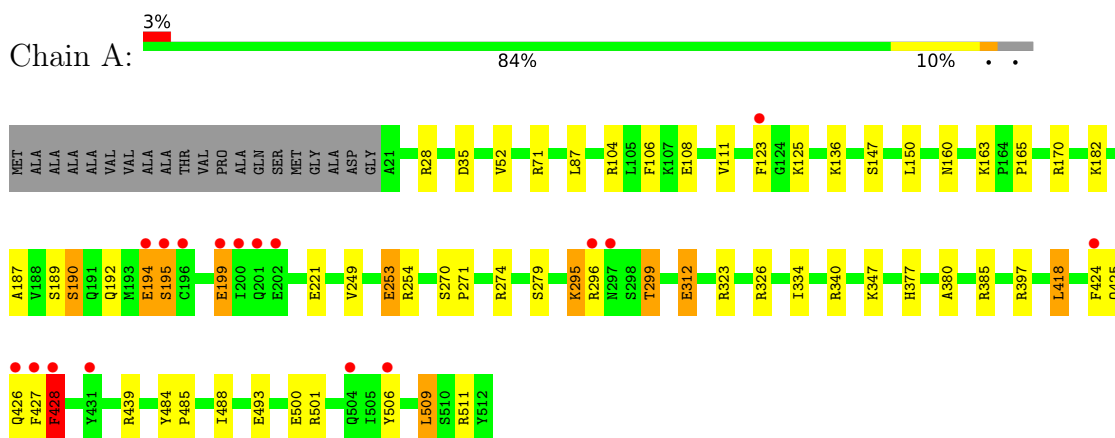 3%
Chain A:
84% 10% • •
MET ALA ALA ALA ALA ALA VAL VAL ALA ALA THR VAL PRO ALA GLN SER MET GLY ALA ASP GLY A21 R28 D35 V52 R71 L87 R104 L105 F106 K107 E108 V111 F123 G124 K125 K136 S147 L150 N160 K163 P164 P165 R170 K182
A187 V188 S189 S190 Q191 Q192 M193 E194 S195 C196 E199 I200 Q201 E202 E221 V249 E253 R254 S270 P271 R274 S279 K295 R296 N297 S298 T299 E312 R323 R326 I334 R340 K347 H377 A380 R385 R397 L418 F424
Q426 F427 F428 Y431 R439 Y484 P485 I488 E493 E500 R501 Q504 I505 Y506 L509 S510 R511 Y512